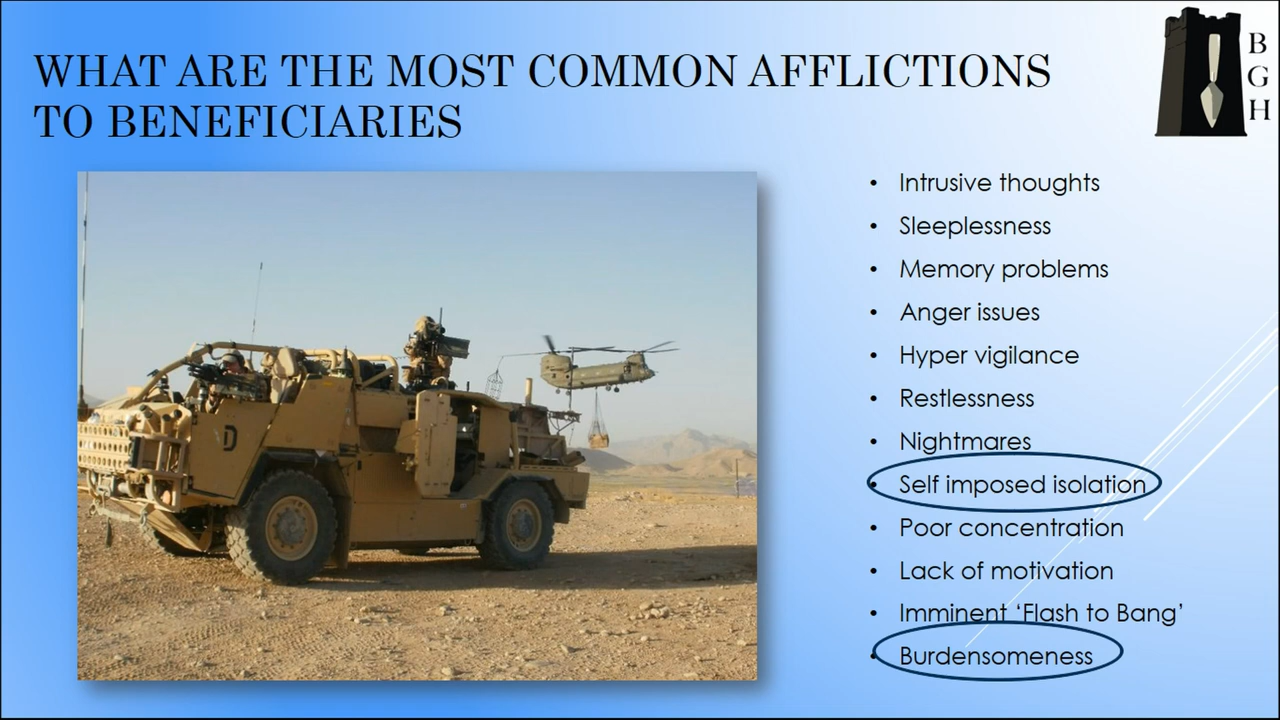 WHAT ARE THE MOST COMMON AFFLICTIONS
TO BENEFICIARIES
B
G
H
• Intrusive thoughts
• Sleeplessness
• Memory problems
• Anger issues
• Hyper vigilance
• Restlessness
• Nightmares
• Self imposed isolation
• Poor concentration
• Lack of motivation
• Imminent ‘Flash to Bang’
• Burdensomeness
D